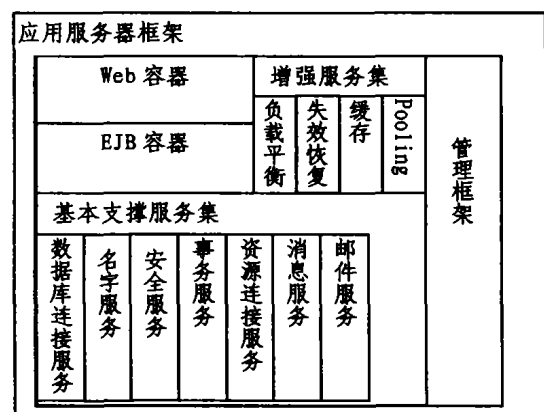 应用服务器框架
Web 容器
增强服务集
EJB 容器
负载平衡
失效恢复
缓存
Pooling
管理框架
基本支撑服务集
数据库连接服务
名字服务
安全服务
事务服务
资源连接服务
消息服务
邮件服务